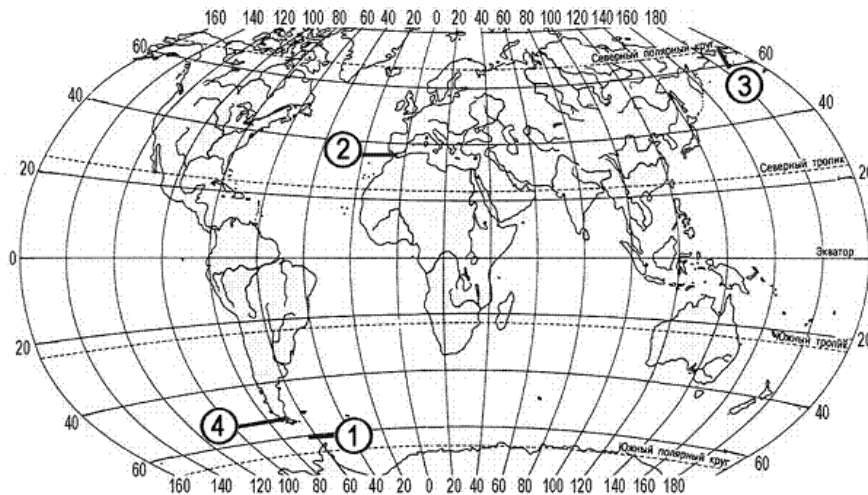 160 140 120 100 80 60 40 20 0 20 40 60 80 100 120 140 160 180
Северный полярный круг
60 60
3
40 40
2
Северный тропик
20 20
Экватор
0 0
20 Южный тропик 20
40 40
4 1
Южный полярный круг
60 60
160 140 120 100 80 60 40 20 0 20 40 60 80 100 120 140 160 180